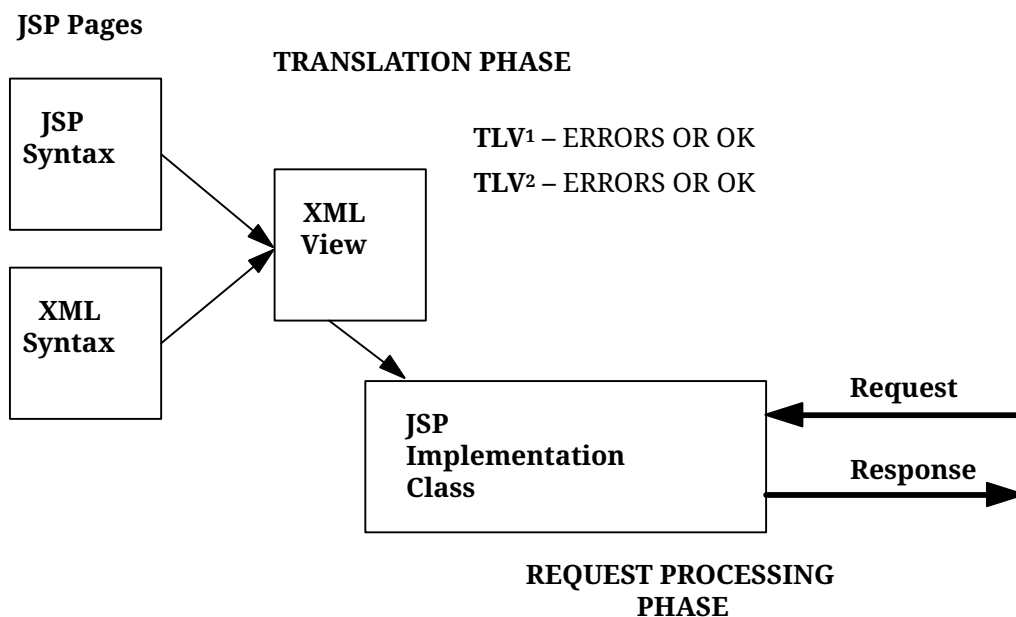 JSP Pages
TRANSLATION PHASE
JSP
Syntax
TLV¹ – ERRORS OR OK
TLV² – ERRORS OR OK
XML
View
XML
Syntax
JSP
Implementation
Class
Request
Response
REQUEST PROCESSING
PHASE